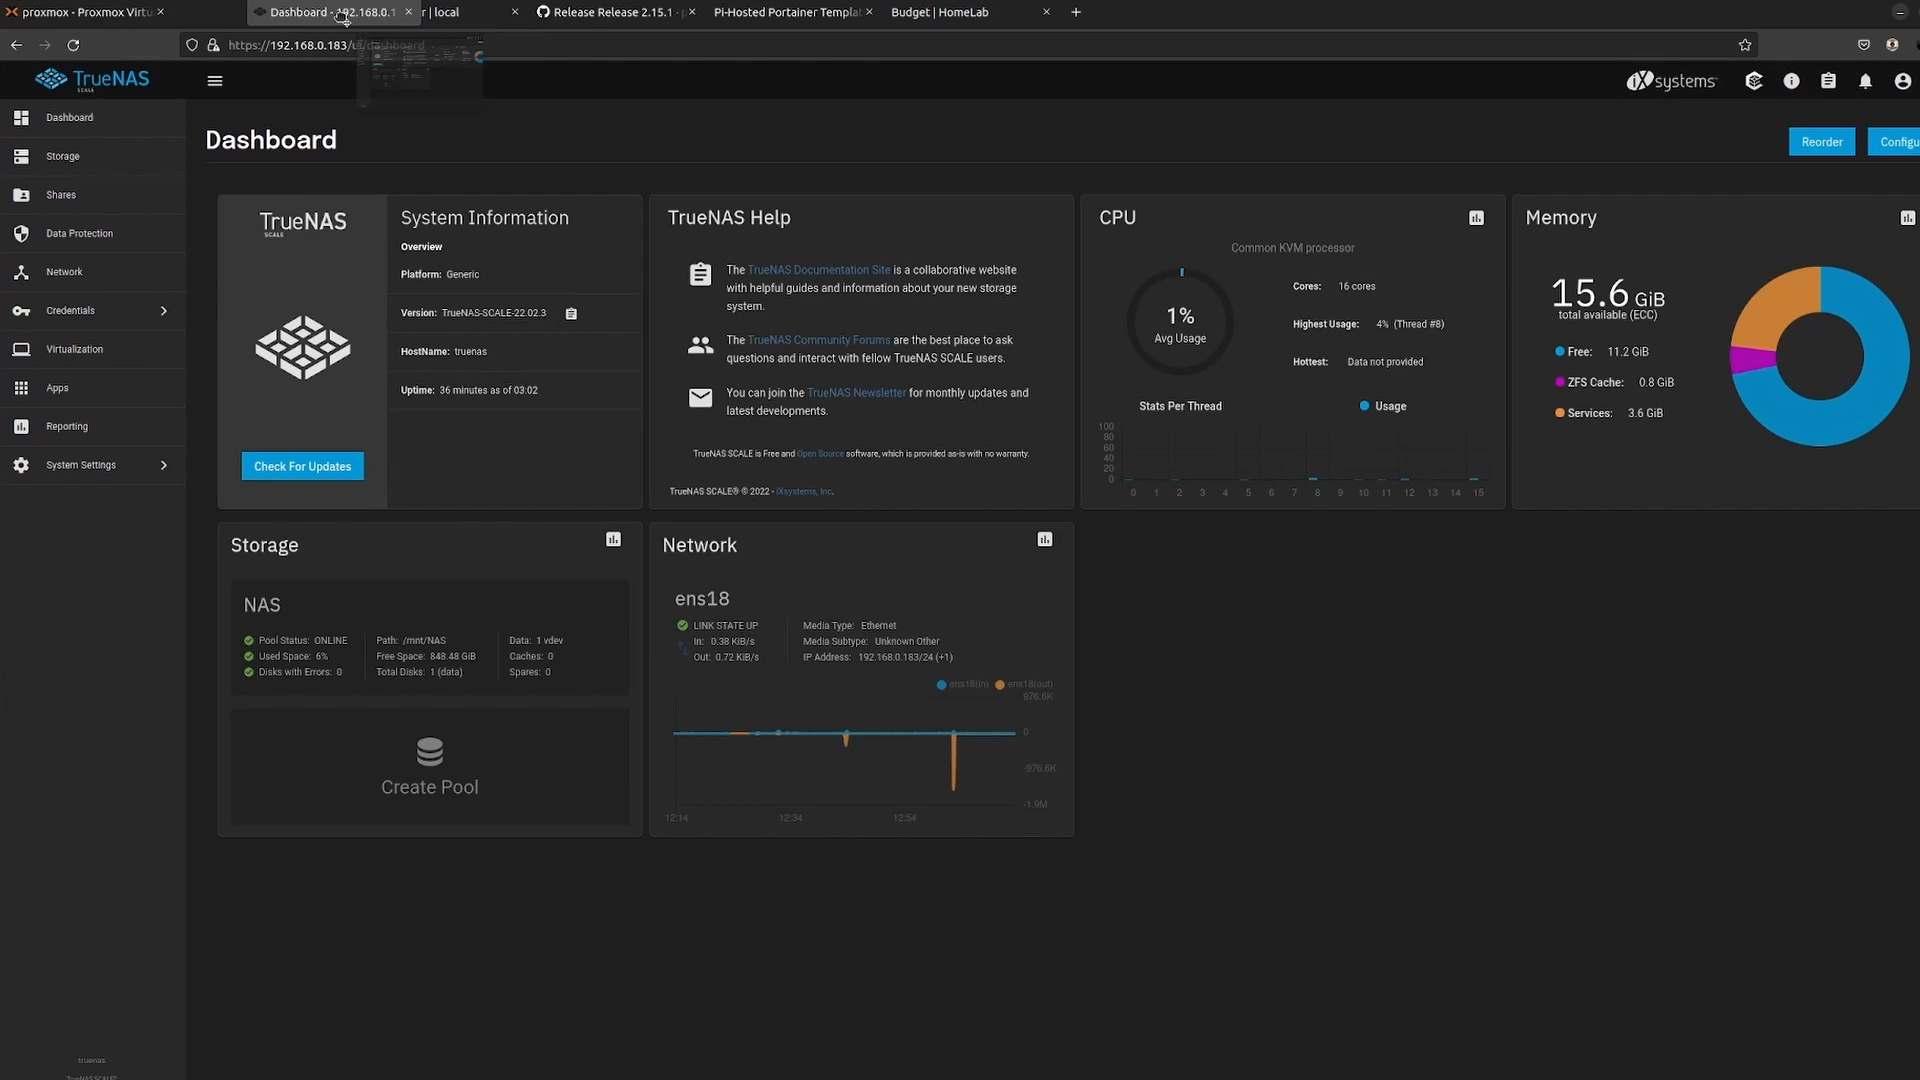 proxmox - Proxmox Virtu
Dashboard - 192.168.0.1
r | local
Release Release 2.15.1 ·
Pi-Hosted Portainer Templat
Budget | HomeLab
https://192.168.0.183/ui/dashboard
TrueNAS
SCALE
iXsystems
Dashboard
Storage
Shares
Data Protection
Network
Credentials
Virtualization
Apps
Reporting
System Settings
truenas
TrueNAS SCALE®
Dashboard
Reorder
Configu
TrueNAS
SCALE
Check For Updates
System Information
Overview
Platform: Generic
Version: TrueNAS-SCALE-22.02.3
HostName: truenas
Uptime: 36 minutes as of 03:02
TrueNAS Help
The TrueNAS Documentation Site is a collaborative website
with helpful guides and information about your new storage
system.
The TrueNAS Community Forums are the best place to ask
questions and interact with fellow TrueNAS SCALE users.
You can join the TrueNAS Newsletter for monthly updates and
latest developments.
TrueNAS SCALE is Free and Open Source software, which is provided as-is with no warranty.
TrueNAS SCALE® © 2022 - iXsystems, Inc.
CPU
Common KVM processor
1%
Avg Usage
Cores: 16 cores
Highest Usage: 4% (Thread #8)
Hottest: Data not provided
Stats Per Thread
Usage
100
80
60
40
20
0
0 1 2 3 4 5 6 7 8 9 10 11 12 13 14 15
Memory
15.6 GiB
total available (ECC)
Free: 11.2 GiB
ZFS Cache: 0.8 GiB
Services: 3.6 GiB
Storage
NAS
Pool Status: ONLINE
Used Space: 6%
Disks with Errors: 0
Path: /mnt/NAS
Free Space: 848.48 GiB
Total Disks: 1 (data)
Data: 1 vdev
Caches: 0
Spares: 0
Create Pool
Network
ens18
LINK STATE UP
In: 0.38 KiB/s
Out: 0.72 KiB/s
Media Type: Ethernet
Media Subtype: Unknown Other
IP Address: 192.168.0.183/24 (+1)
ens18(in) ens18(out)
976.6K
0
-976.6K
-1.9M
12:14 12:34 12:54